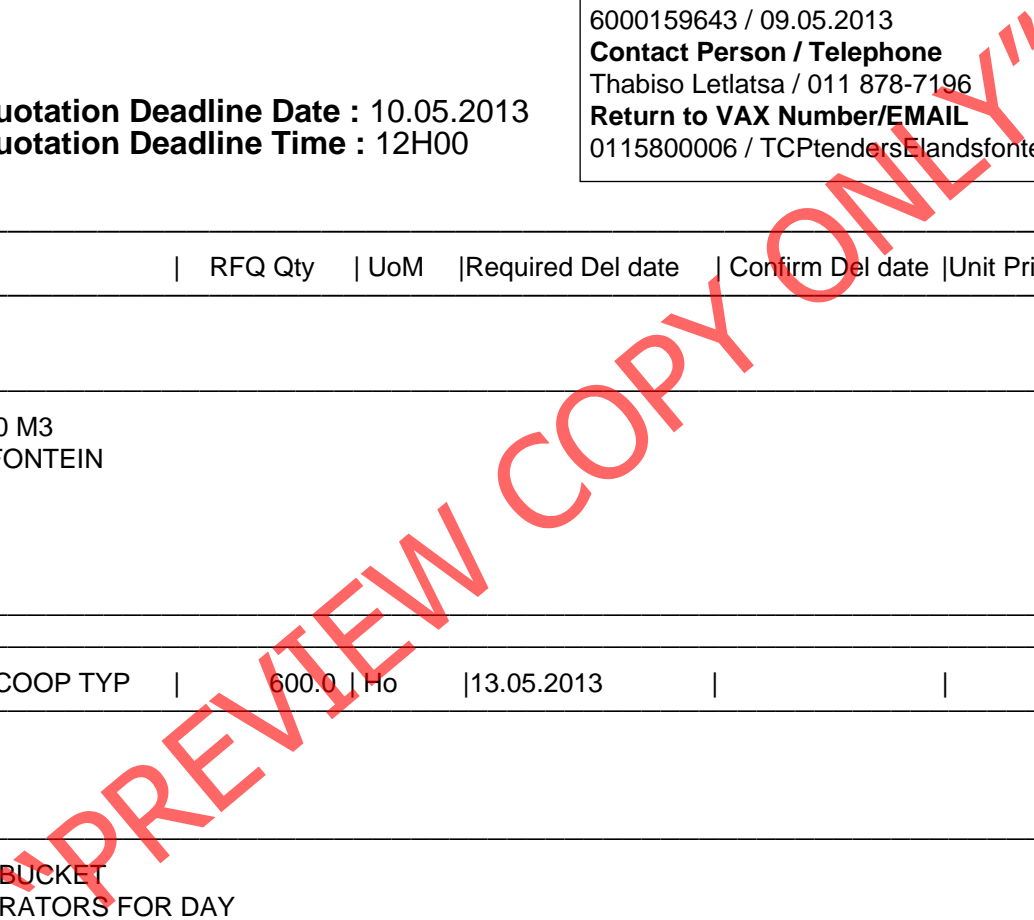 6000159643 / 09.05.2013
Contact Person / Telephone
Thabiso Letlatsa / 011 878-7196
uotation Deadline Date : 10.05.2013
Return to VAX Number/EMAIL
uotation Deadline Time : 12H00
0115800006 / TCPtendersElandsfonte
| RFQ Qty | UoM |Required Del date | Confirm Del date |Unit Pri
0 M3
FONTEIN
COOP TYP | 600.0 | Ho |13.05.2013 | |
BUCKET
RATORS FOR DAY
"PREVIEW COPY ONLY"